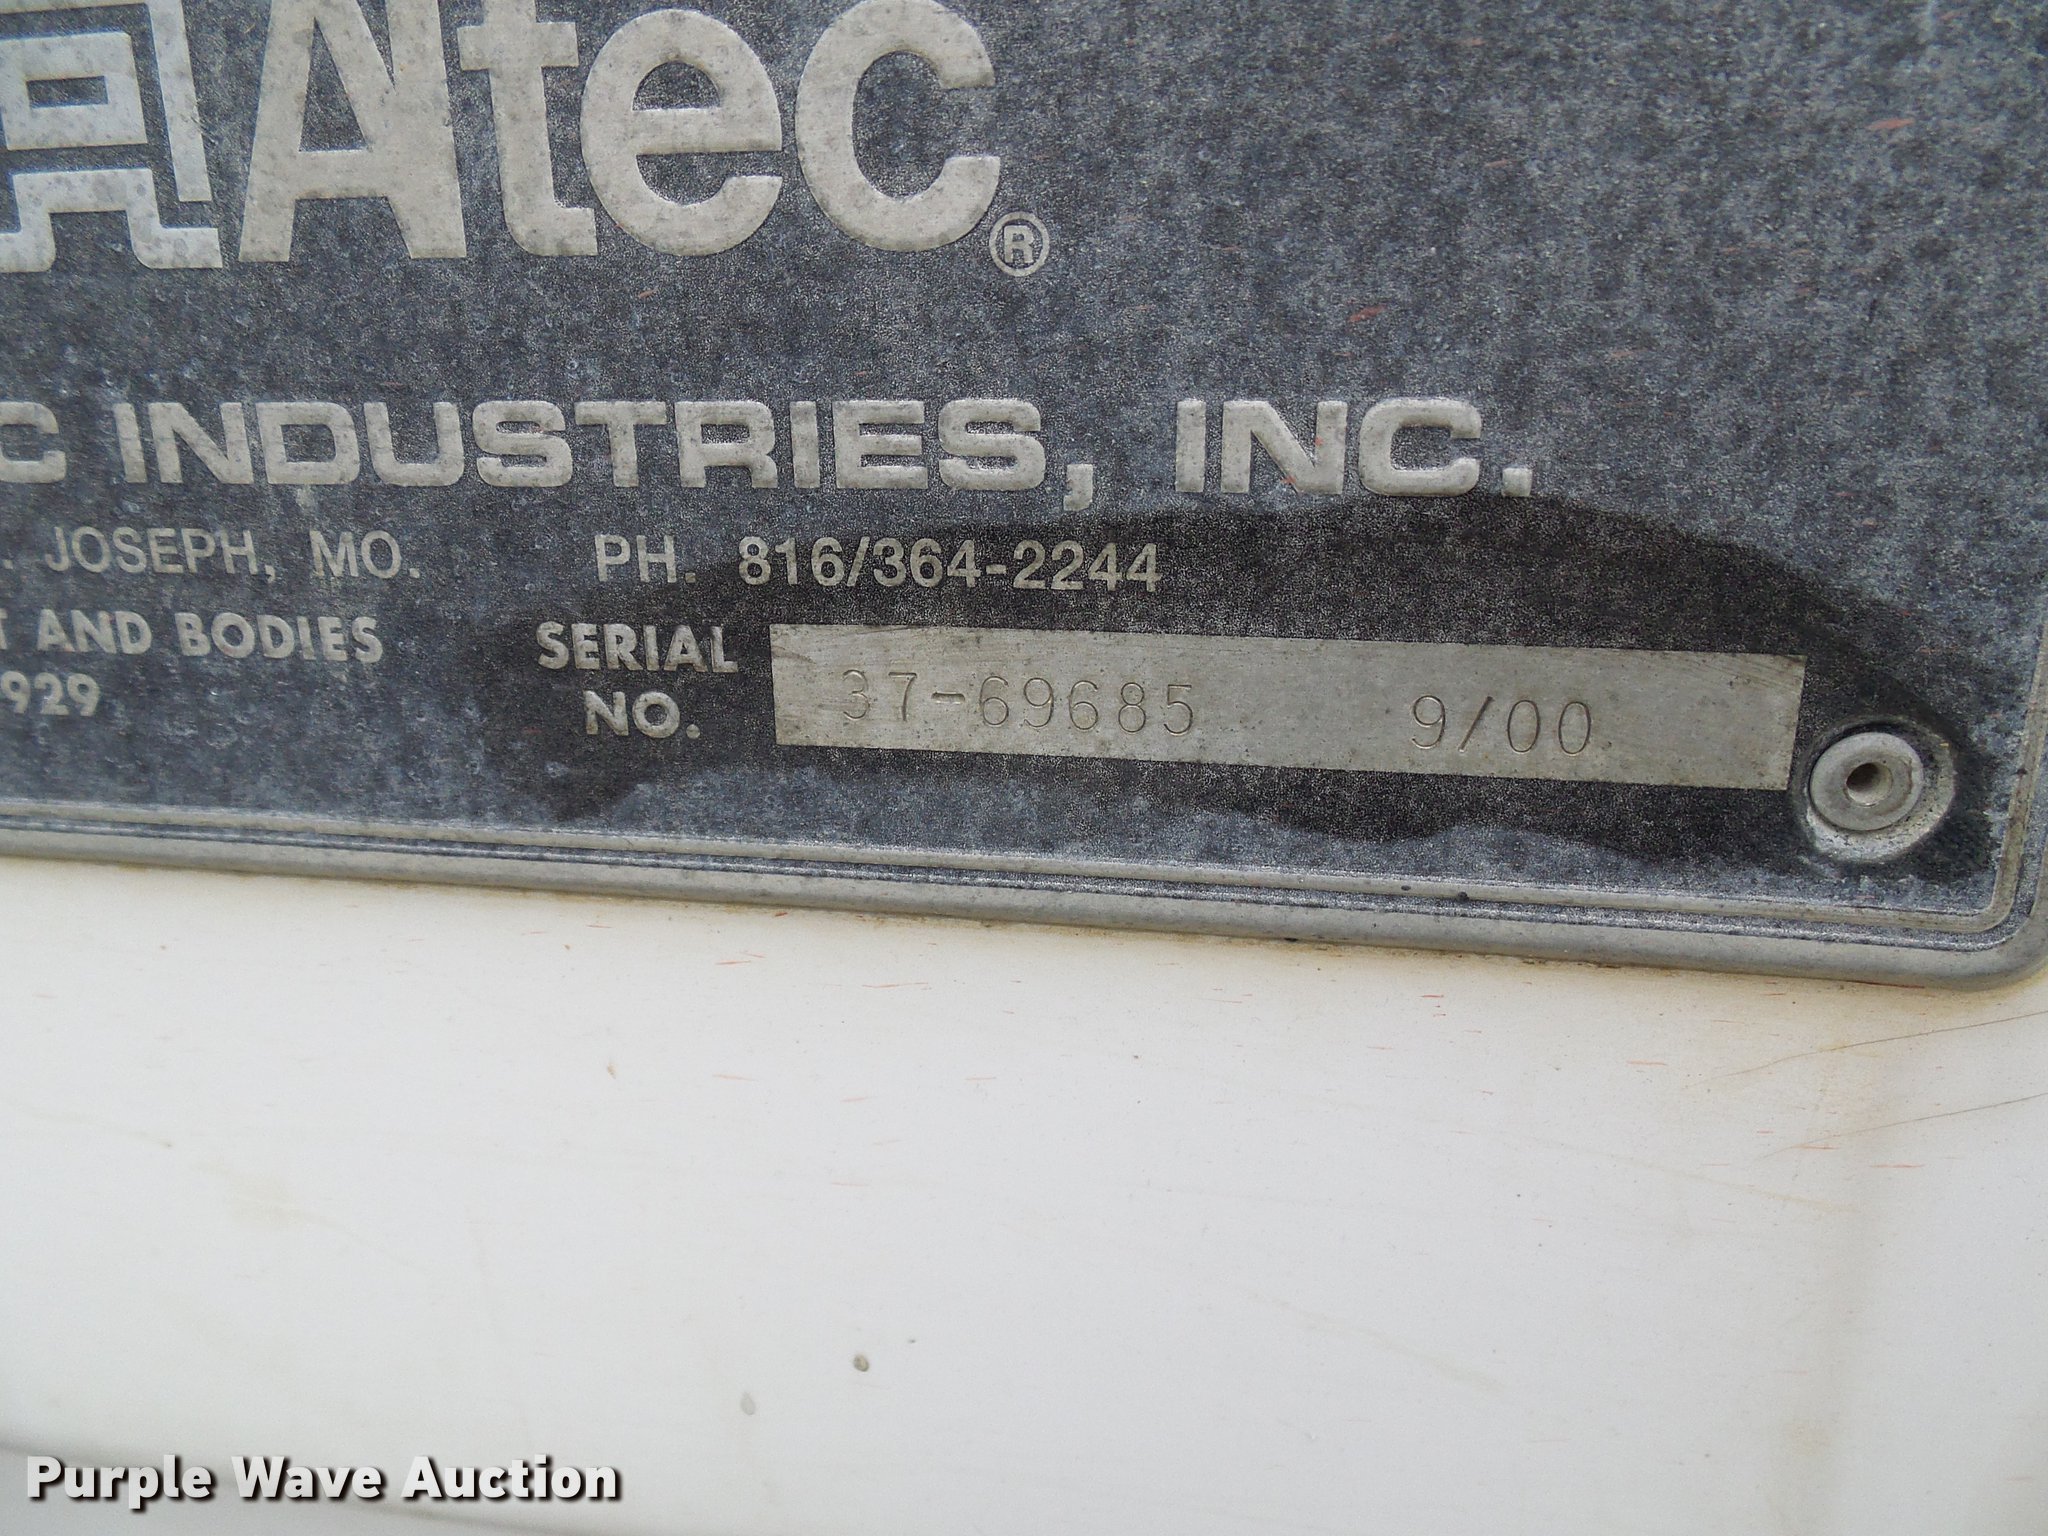 Altec®
C INDUSTRIES, INC.
. JOSEPH, MO. PH. 816/364-2244
T AND BODIES
929
SERIAL NO. 37-69685 9/00
Purple Wave Auction